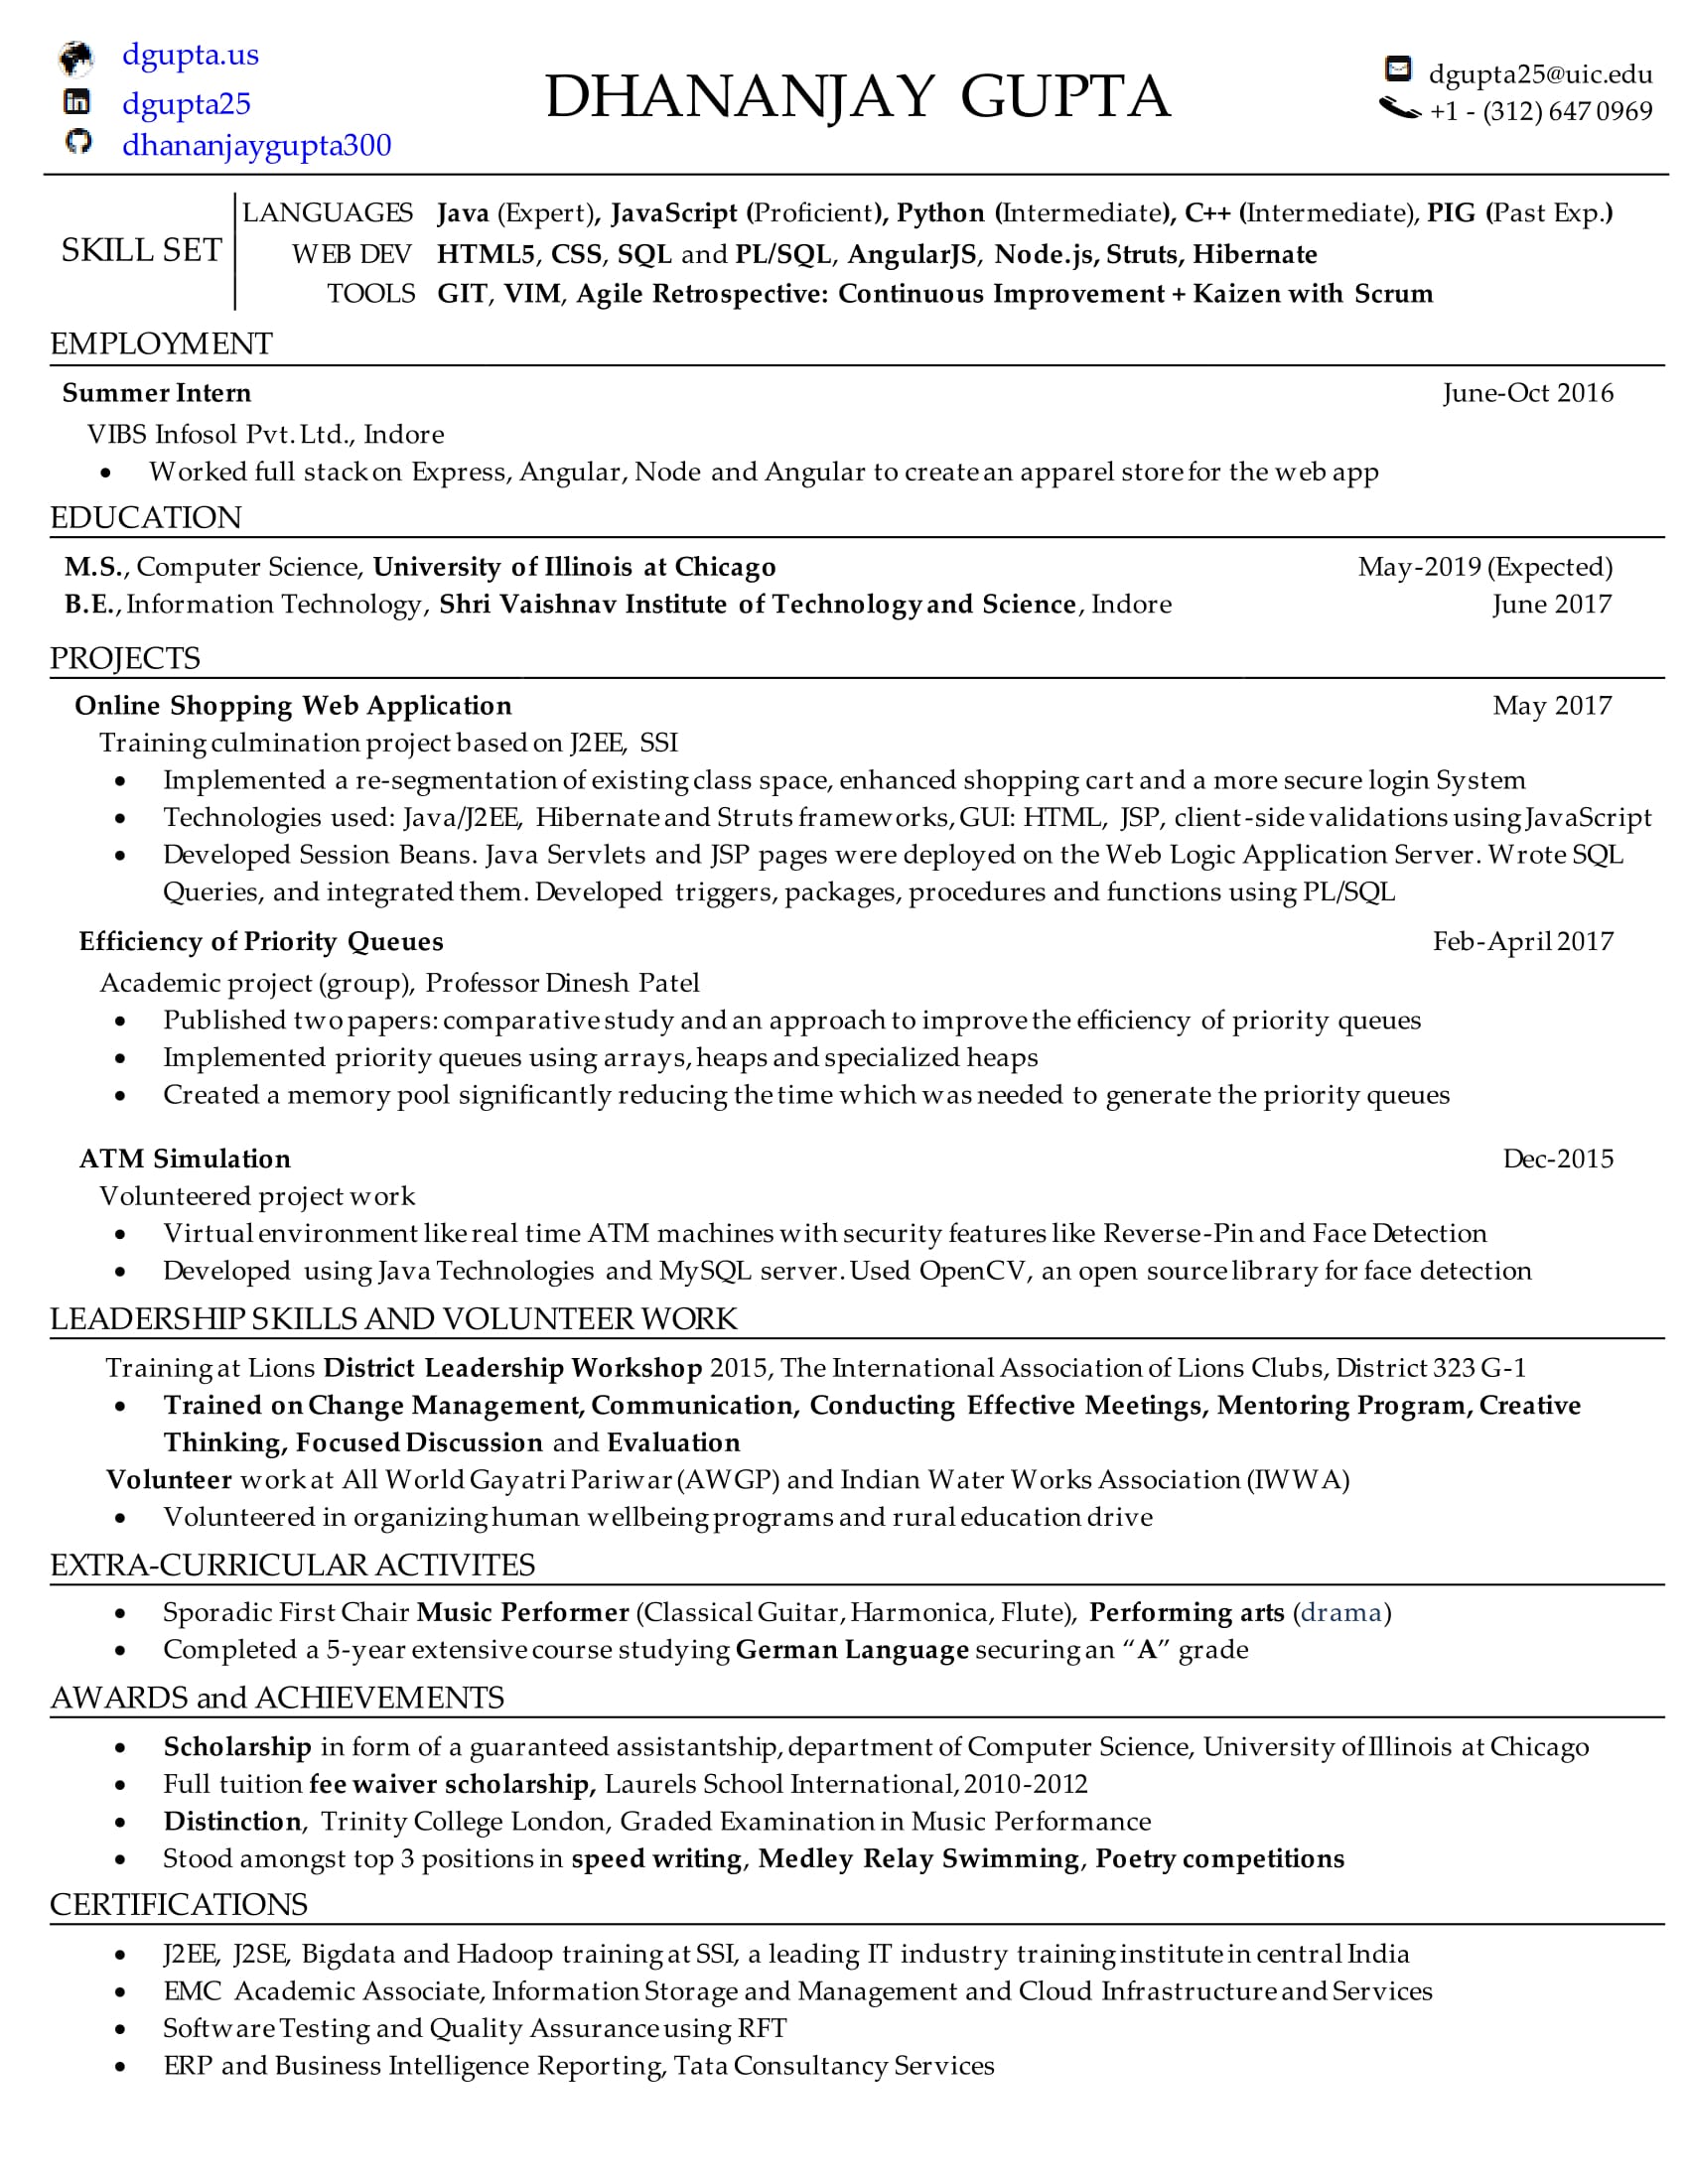 dgupta.us
dgupta25
dhananjaygupta300
DHANANJAY GUPTA
dgupta25@uic.edu
+1 - (312) 647 0969
SKILL SET
LANGUAGES Java (Expert), JavaScript (Proficient), Python (Intermediate), C++ (Intermediate), PIG (Past Exp.)
WEB DEV HTML5, CSS, SQL and PL/SQL, AngularJS, Node.js, Struts, Hibernate
TOOLS GIT, VIM, Agile Retrospective: Continuous Improvement + Kaizen with Scrum
EMPLOYMENT
Summer Intern June-Oct 2016
VIBS Infosol Pvt. Ltd., Indore
• Worked full stack on Express, Angular, Node and Angular to create an apparel store for the web app
EDUCATION
M.S., Computer Science, University of Illinois at Chicago May-2019 (Expected)
B.E., Information Technology, Shri Vaishnav Institute of Technology and Science, Indore June 2017
PROJECTS
Online Shopping Web Application May 2017
Training culmination project based on J2EE, SSI
• Implemented a re-segmentation of existing class space, enhanced shopping cart and a more secure login System
• Technologies used: Java/J2EE, Hibernate and Struts frameworks, GUI: HTML, JSP, client-side validations using JavaScript
• Developed Session Beans. Java Servlets and JSP pages were deployed on the Web Logic Application Server. Wrote SQL
Queries, and integrated them. Developed triggers, packages, procedures and functions using PL/SQL
Efficiency of Priority Queues Feb-April 2017
Academic project (group), Professor Dinesh Patel
• Published two papers: comparative study and an approach to improve the efficiency of priority queues
• Implemented priority queues using arrays, heaps and specialized heaps
• Created a memory pool significantly reducing the time which was needed to generate the priority queues
ATM Simulation Dec-2015
Volunteered project work
• Virtual environment like real time ATM machines with security features like Reverse-Pin and Face Detection
• Developed using Java Technologies and MySQL server. Used OpenCV, an open source library for face detection
LEADERSHIP SKILLS AND VOLUNTEER WORK
Training at Lions District Leadership Workshop 2015, The International Association of Lions Clubs, District 323 G-1
• Trained on Change Management, Communication, Conducting Effective Meetings, Mentoring Program, Creative
Thinking, Focused Discussion and Evaluation
Volunteer work at All World Gayatri Pariwar (AWGP) and Indian Water Works Association (IWWA)
• Volunteered in organizing human wellbeing programs and rural education drive
EXTRA-CURRICULAR ACTIVITES
• Sporadic First Chair Music Performer (Classical Guitar, Harmonica, Flute), Performing arts (drama)
• Completed a 5-year extensive course studying German Language securing an “A” grade
AWARDS and ACHIEVEMENTS
• Scholarship in form of a guaranteed assistantship, department of Computer Science, University of Illinois at Chicago
• Full tuition fee waiver scholarship, Laurels School International, 2010-2012
• Distinction, Trinity College London, Graded Examination in Music Performance
• Stood amongst top 3 positions in speed writing, Medley Relay Swimming, Poetry competitions
CERTIFICATIONS
• J2EE, J2SE, Bigdata and Hadoop training at SSI, a leading IT industry training institute in central India
• EMC Academic Associate, Information Storage and Management and Cloud Infrastructure and Services
• Software Testing and Quality Assurance using RFT
• ERP and Business Intelligence Reporting, Tata Consultancy Services